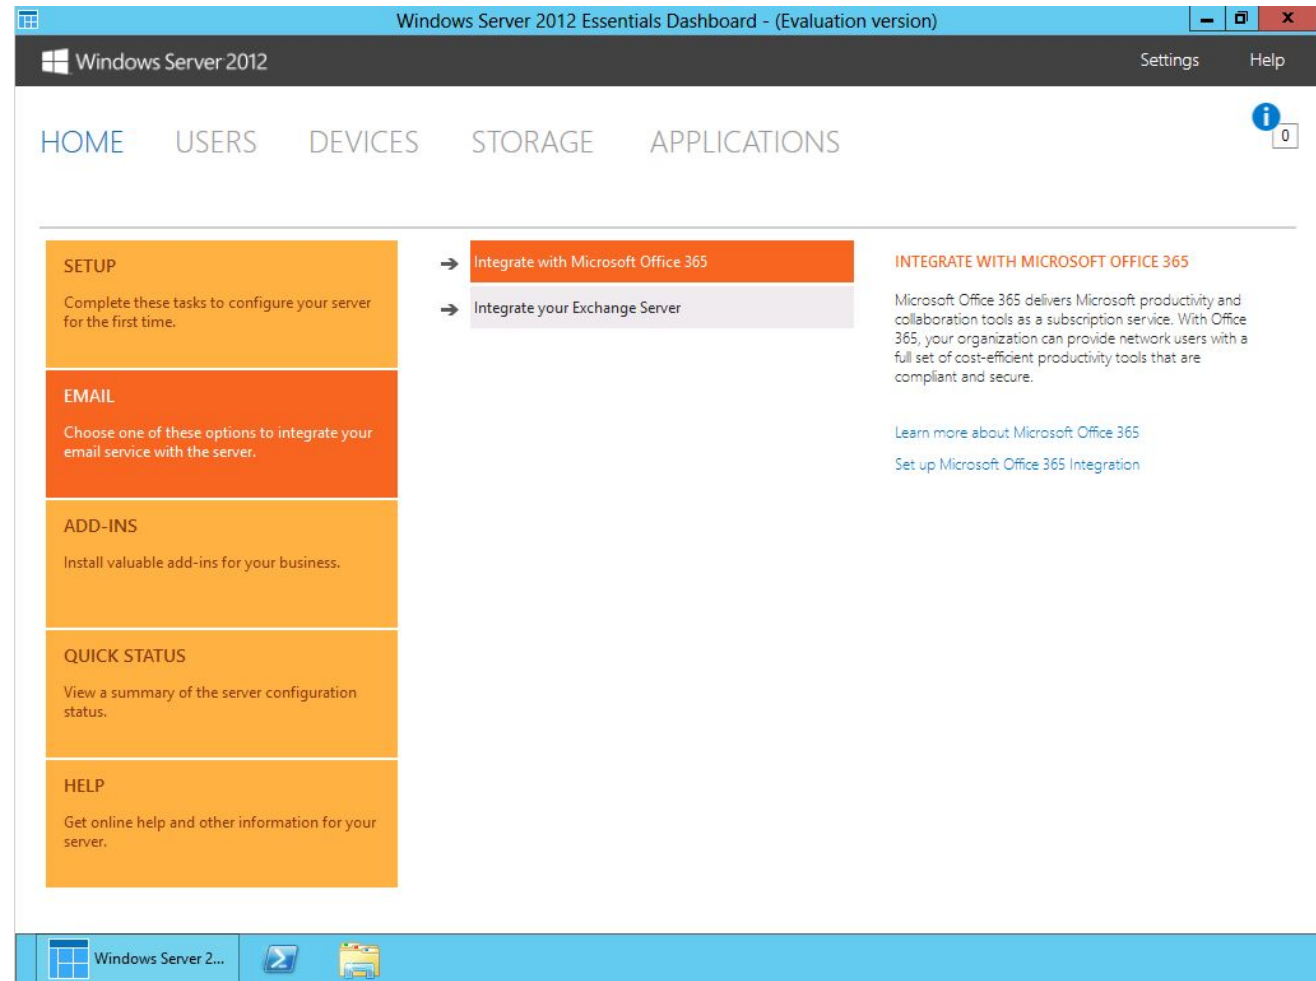 Windows Server 2012 Essentials Dashboard - (Evaluation version)
Windows Server 2012
Settings
Help
HOME
USERS
DEVICES
STORAGE
APPLICATIONS
0
SETUP
Complete these tasks to configure your server
for the first time.
EMAIL
Choose one of these options to integrate your
email service with the server.
ADD-INS
Install valuable add-ins for your business.
QUICK STATUS
View a summary of the server configuration
status.
HELP
Get online help and other information for your
server.
Integrate with Microsoft Office 365
Integrate your Exchange Server
INTEGRATE WITH MICROSOFT OFFICE 365
Microsoft Office 365 delivers Microsoft productivity and
collaboration tools as a subscription service. With Office
365, your organization can provide network users with a
full set of cost-efficient productivity tools that are
compliant and secure.
Learn more about Microsoft Office 365
Set up Microsoft Office 365 Integration
Windows Server 2...